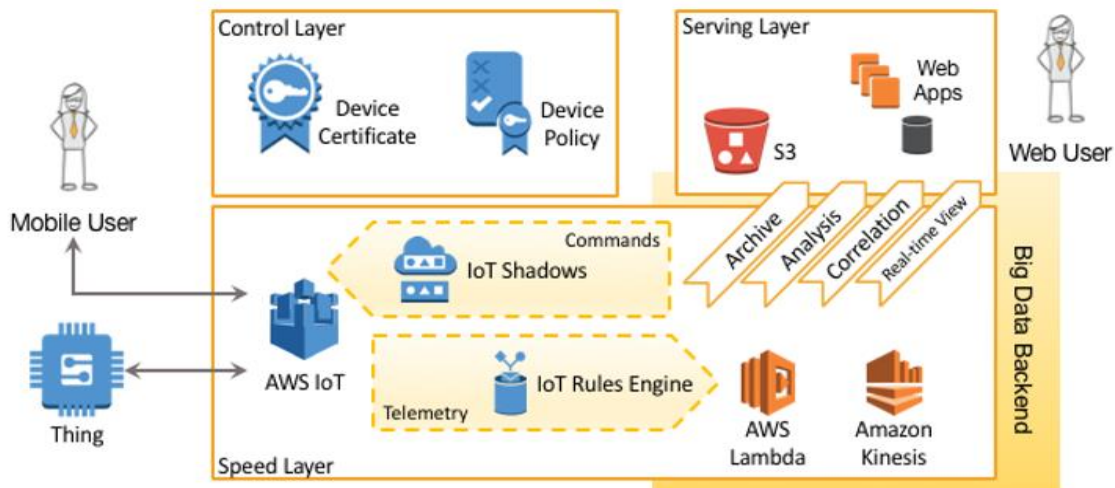 Control Layer
Device
Certificate
Device
Policy
Serving Layer
S3
Web
Apps
Web User
Mobile User
Thing
AWS IoT
Commands
IoT Shadows
Telemetry
IoT Rules Engine
Archive
Analysis
Correlation
Real-time View
AWS
Lambda
Amazon
Kinesis
Speed Layer
Big Data Backend